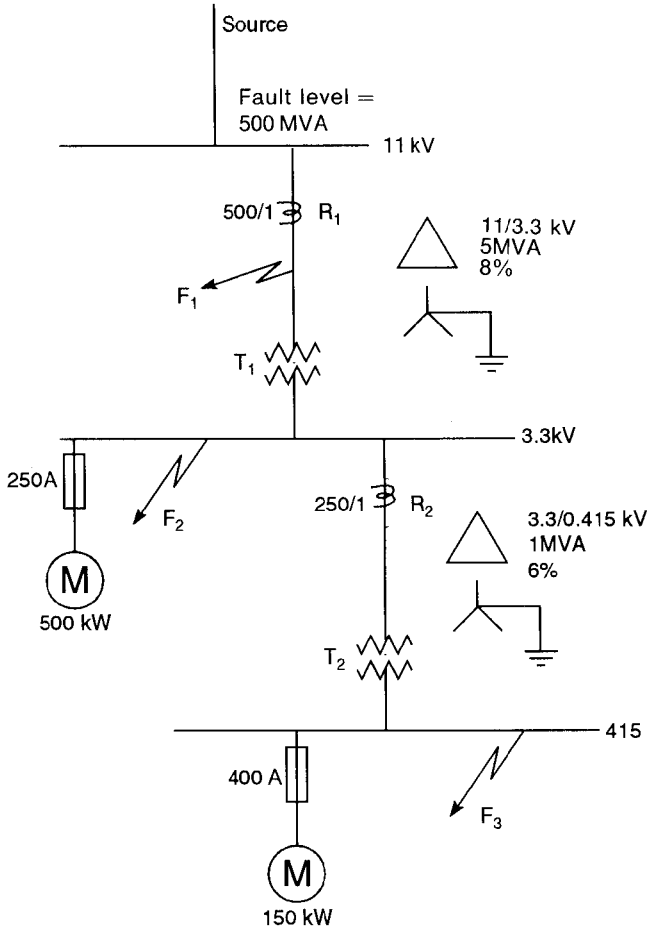 Source
Fault level =
500 MVA
11 kV
500/1
R1
11/3.3 kV
5MVA
8%
F1
T1
3.3kV
250A
F2
250/1
R2
3.3/0.415 kV
1MVA
6%
M
500 kW
T2
415
400 A
F3
M
150 kW